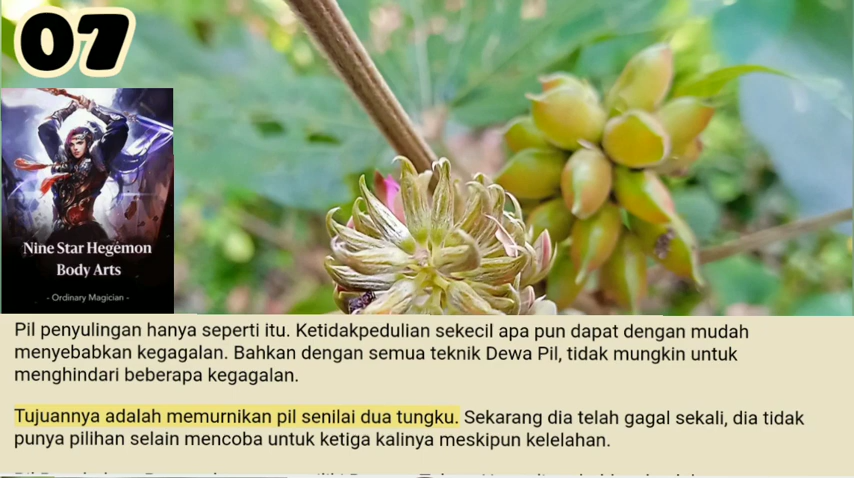 07
Nine Star Hegemon
Body Arts
- Ordinary Magician -
Pil penyulingan hanya seperti itu. Ketidakpedulian sekecil apa pun dapat dengan mudah
menyebabkan kegagalan. Bahkan dengan semua teknik Dewa Pil, tidak mungkin untuk
menghindari beberapa kegagalan.
Tujuannya adalah memurnikan pil senilai dua tungku. Sekarang dia telah gagal sekali, dia tidak
punya pilihan selain mencoba untuk ketiga kalinya meskipun kelelahan.